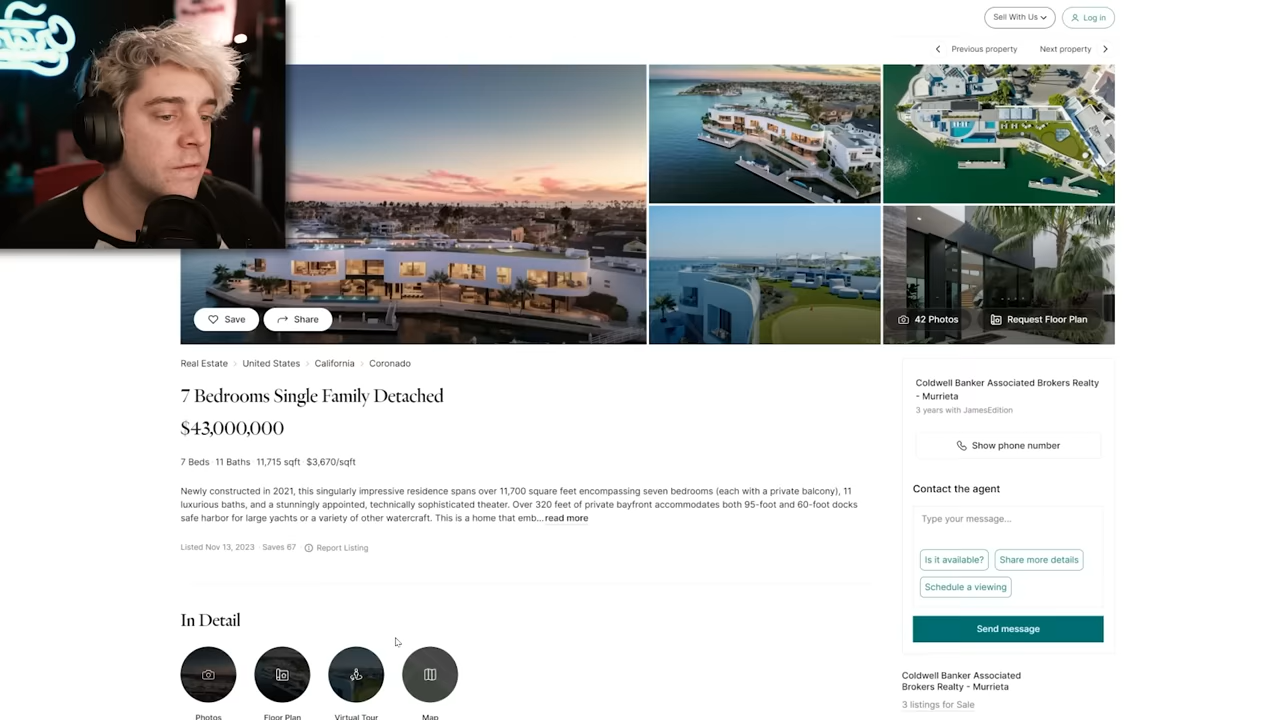 Sell With Us
Log in
Previous property
Next property
Save
Share
42 Photos
Request Floor Plan
Real Estate > United States > California > Coronado
7 Bedrooms Single Family Detached
$43,000,000
7 Beds · 11 Baths · 11,715 sqft · $3,670/sqft
Newly constructed in 2021, this singularly impressive residence spans over 11,700 square feet encompassing seven bedrooms (each with a private balcony), 11
luxurious baths, and a stunningly appointed, technically sophisticated theater. Over 320 feet of private bayfront accommodates both 95-foot and 60-foot docks
safe harbor for large yachts or a variety of other watercraft. This is a home that emb...read more
Listed Nov 13, 2023 · Saves 67 Report Listing
In Detail
Photos
Floor Plan
Virtual Tour
Map
Coldwell Banker Associated Brokers Realty
- Murrieta
3 years with JamesEdition
Show phone number
Contact the agent
Type your message...
Is it available?
Share more details
Schedule a viewing
Send message
Coldwell Banker Associated
Brokers Realty - Murrieta
3 listings for Sale